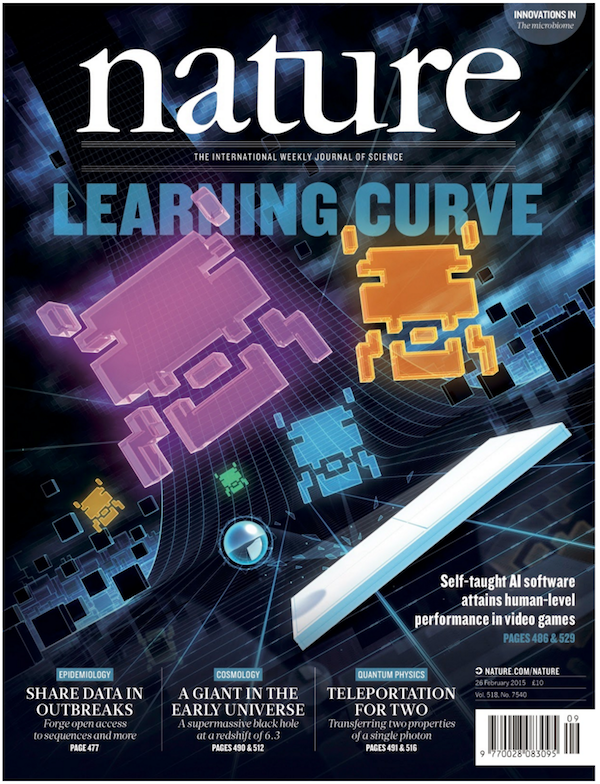 INNOVATIONS IN
The microbiome
nature
THE INTERNATIONAL WEEKLY JOURNAL OF SCIENCE
LEARNING CURVE
Self-taught AI software
attains human-level
performance in video games
PAGES 486 & 529
EPIDEMIOLOGY
SHARE DATA IN
OUTBREAKS
Forge open access
to sequences and more
PAGE 477
COSMOLOGY
A GIANT IN THE
EARLY UNIVERSE
A supermassive black hole
at a redshift of 6.3
PAGES 490 & 512
QUANTUM PHYSICS
TELEPORTATION
FOR TWO
Transferring two properties
of a single photon
PAGES 491 & 516
NATURE.COM/NATURE
26 February 2015 £10
Vol. 518, No. 7540
09
9 770028 083095